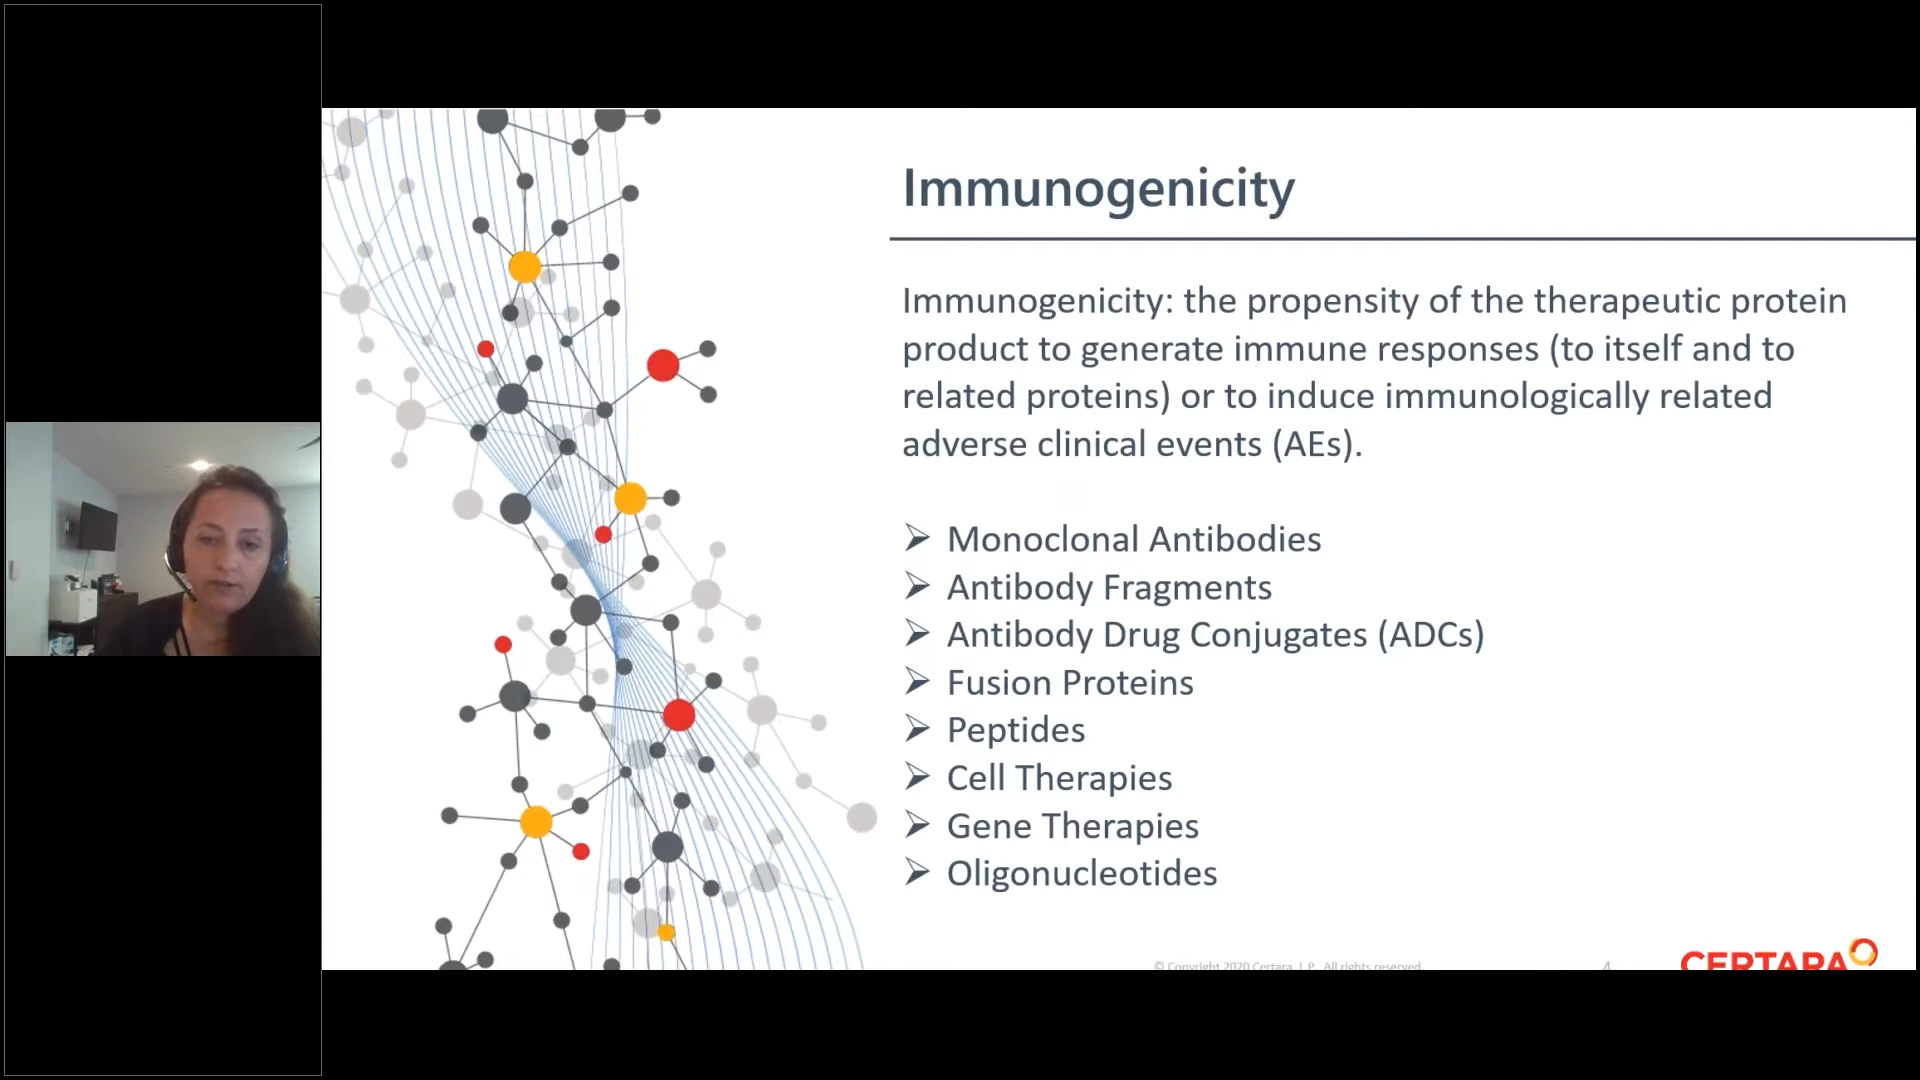 Immunogenicity
Immunogenicity: the propensity of the therapeutic protein
product to generate immune responses (to itself and to
related proteins) or to induce immunologically related
adverse clinical events (AEs).
Monoclonal Antibodies
Antibody Fragments
Antibody Drug Conjugates (ADCs)
Fusion Proteins
Peptides
Cell Therapies
Gene Therapies
Oligonucleotides
© Copyright 2020 Certara, L.P. All rights reserved.
4
CERTARA